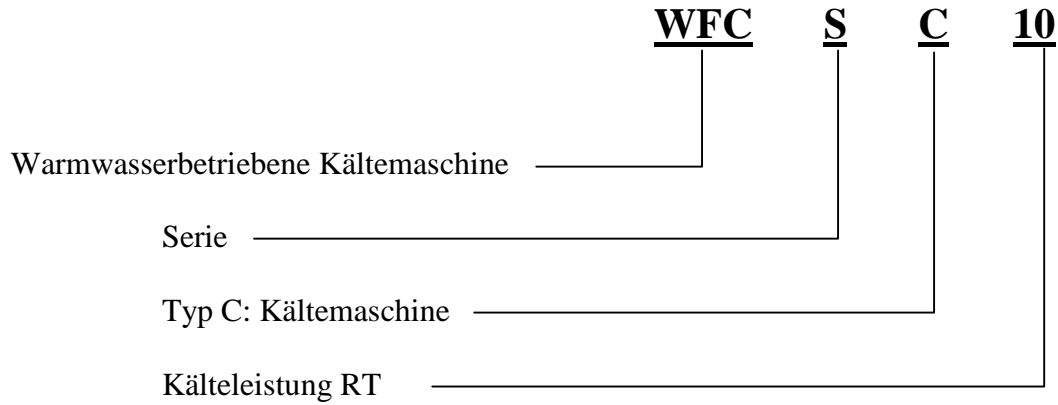 WFC S C 10
Warmwasserbetriebene Kältemaschine
Serie
Typ C: Kältemaschine
Kälteleistung RT